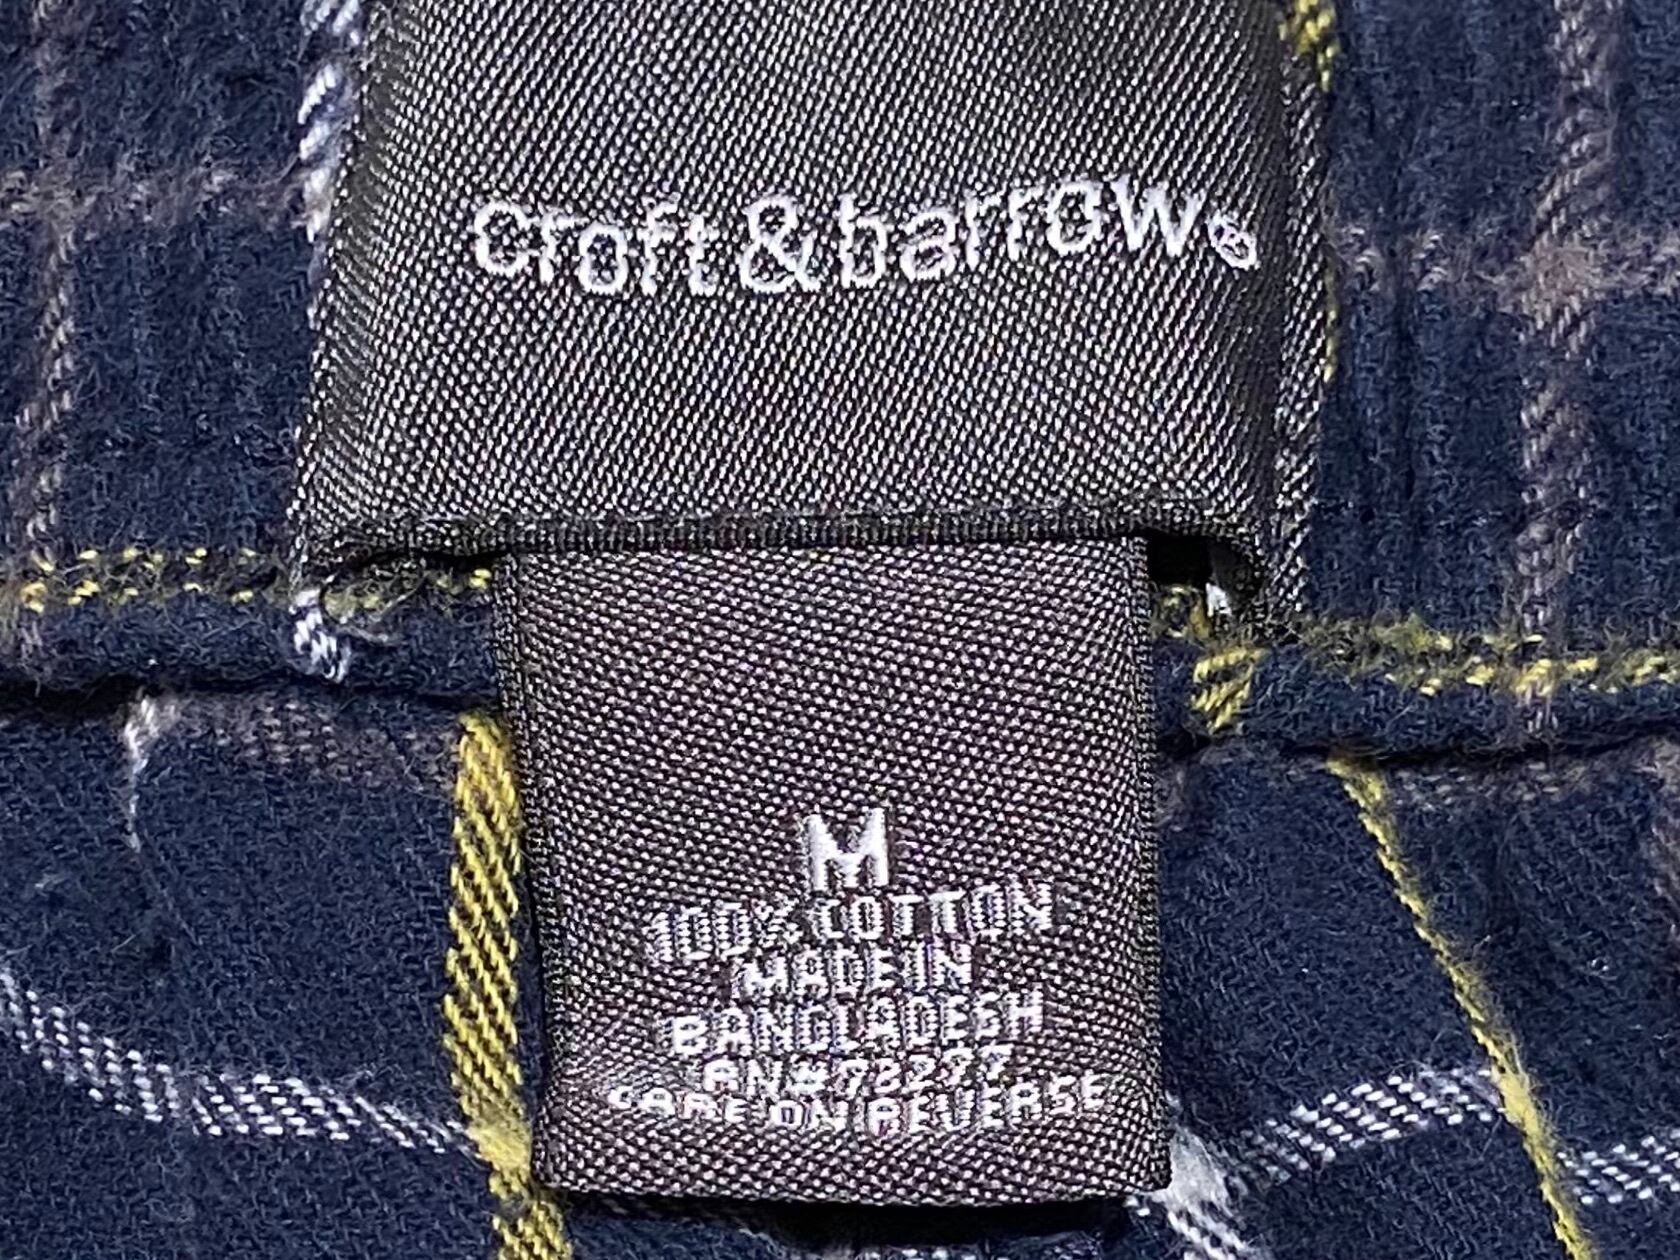 croft & barrow®
M
100% COTTON
MADE IN
BANGLADESH
RN#73277
CARE ON REVERSE